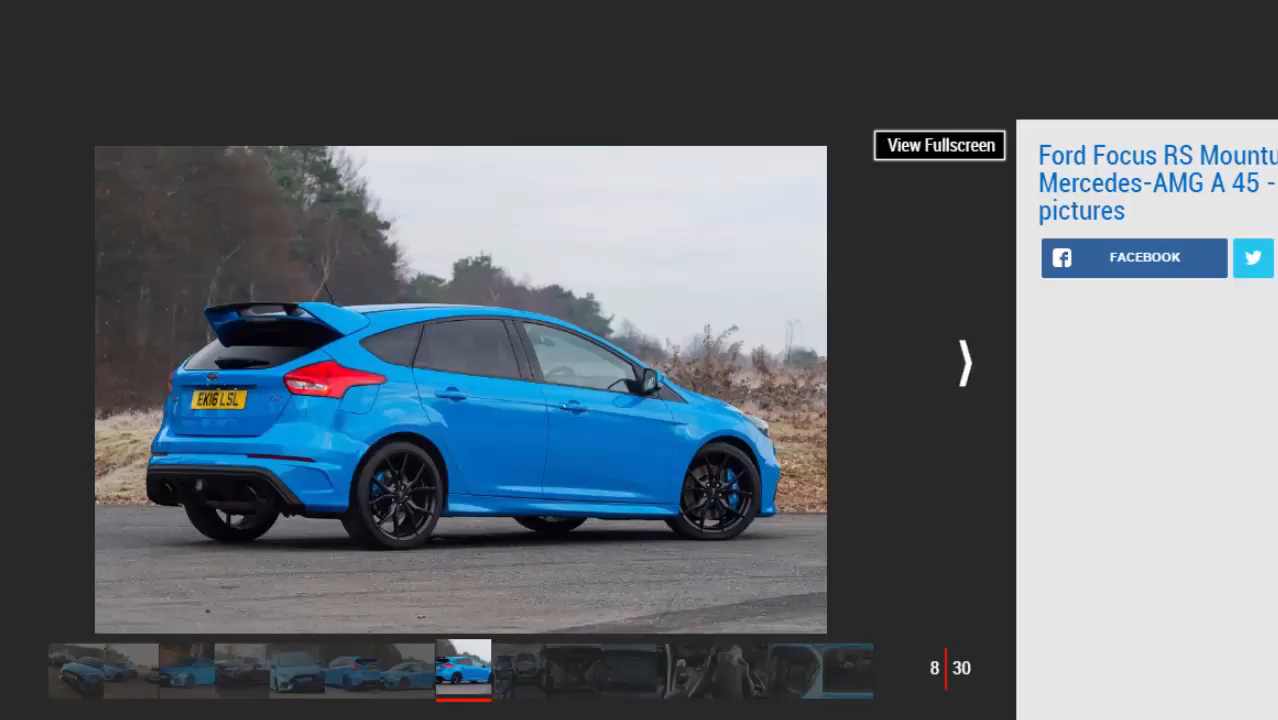 View Fullscreen
Ford Focus RS Mountu
Mercedes-AMG A 45 -
pictures
FACEBOOK
EK16 LSL
8 30